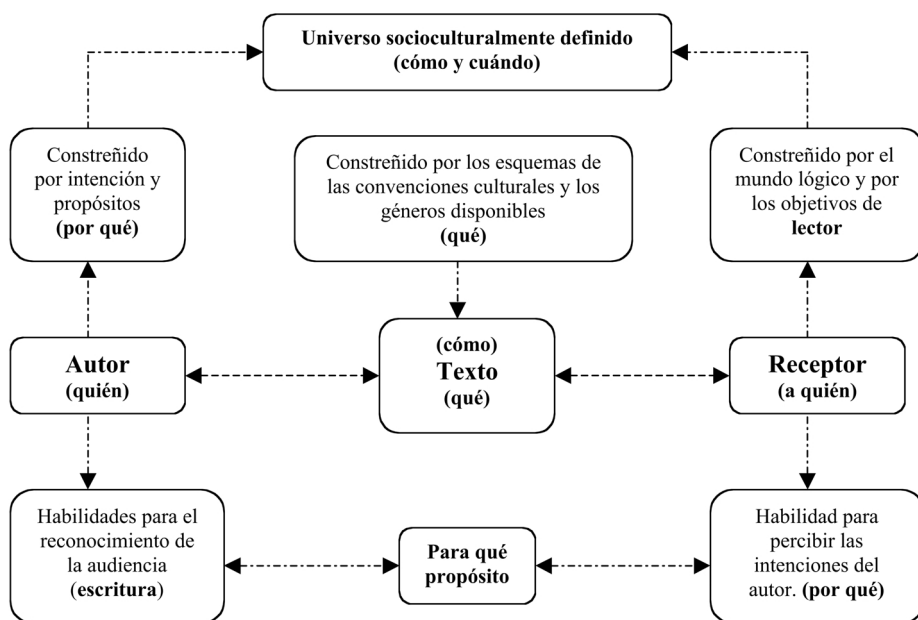 Universo socioculturalmente definido
(cómo y cuándo)
Constreñido
por intención y
propósitos
(por qué)
Constreñido por los esquemas de
las convenciones culturales y los
géneros disponibles
(qué)
Constreñido por el
mundo lógico y por
los objetivos de
lector
Autor
(quién)
(cómo)
Texto
(qué)
Receptor
(a quién)
Habilidades para el
reconocimiento de
la audiencia
(escritura)
Para qué
propósito
Habilidad para
percibir las
intenciones del
autor. (por qué)